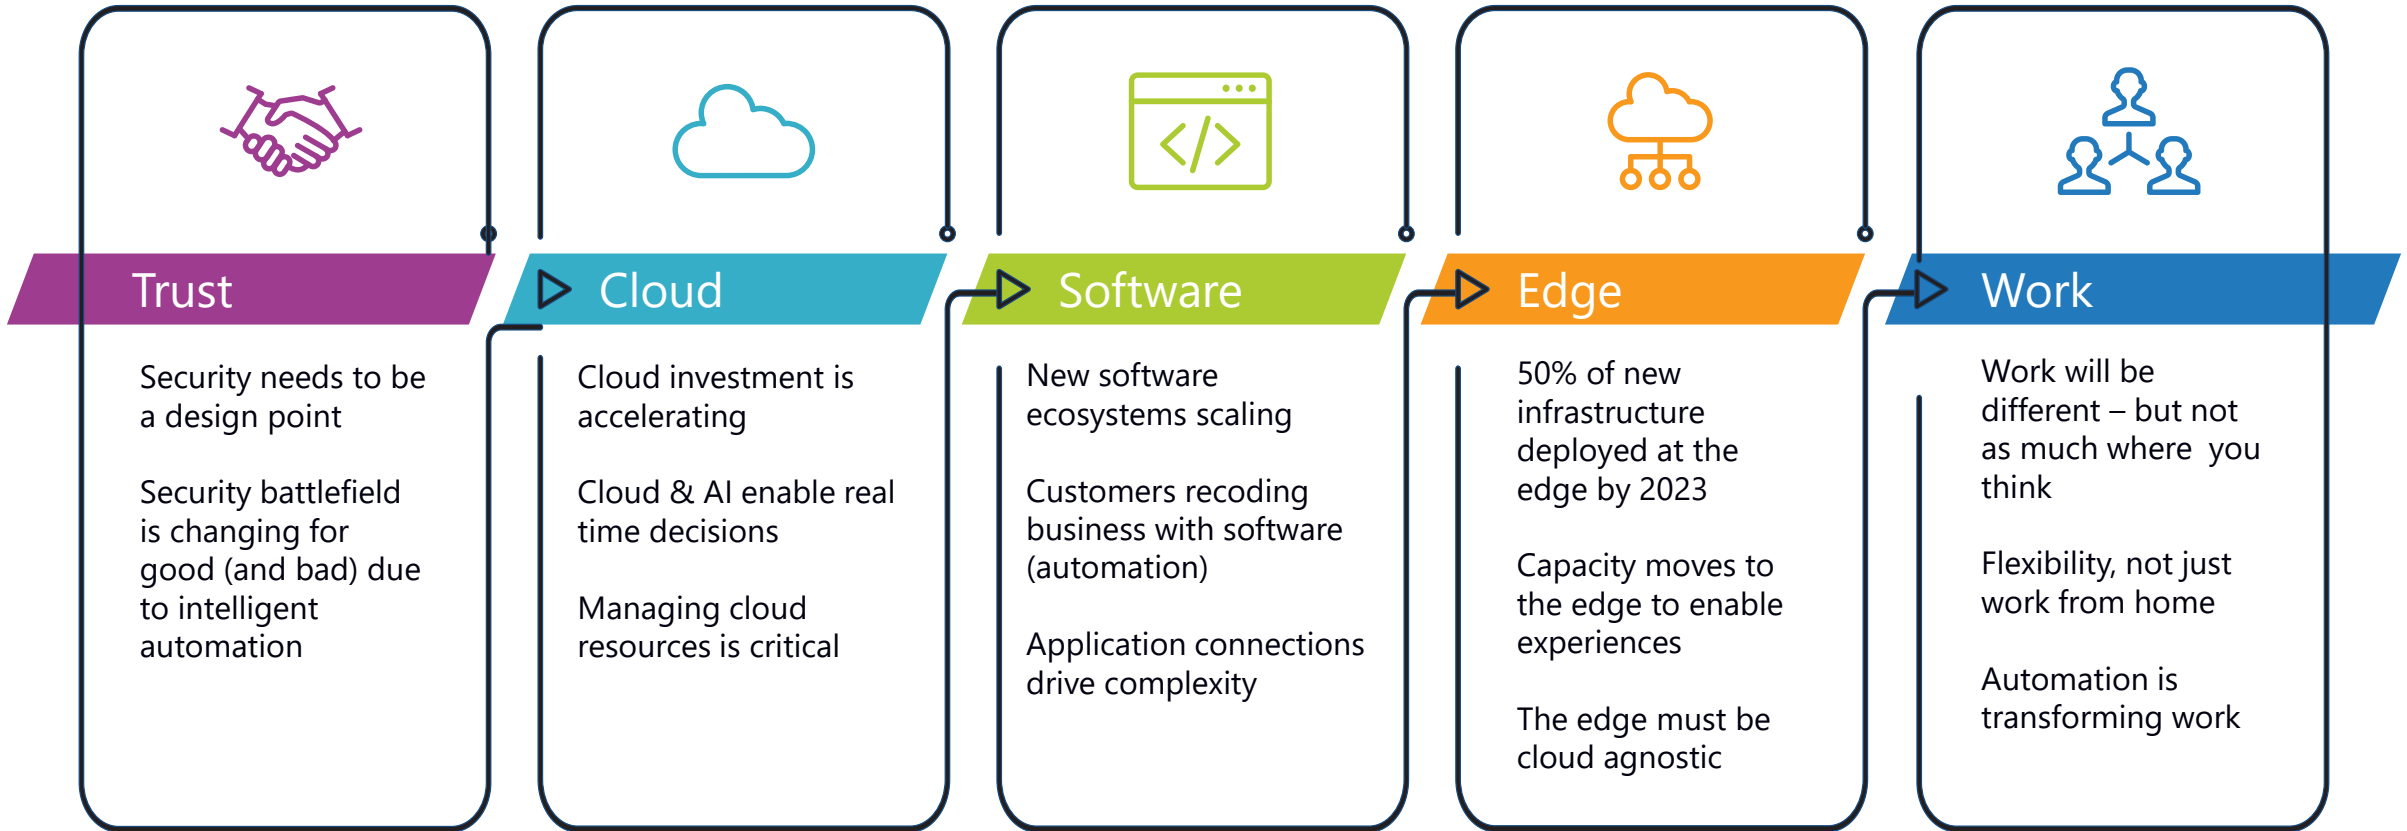 Trust
Security needs to be
a design point
Security battlefield
is changing for
good (and bad) due
to intelligent
automation
Cloud
Cloud investment is
accelerating
Cloud & AI enable real
time decisions
Managing cloud
resources is critical
Software
New software
ecosystems scaling
Customers recoding
business with software
(automation)
Application connections
drive complexity
Edge
50% of new
infrastructure
deployed at the
edge by 2023
Capacity moves to
the edge to enable
experiences
The edge must be
cloud agnostic
Work
Work will be
different – but not
as much where  you
think
Flexibility, not just
work from home
Automation is
transforming work